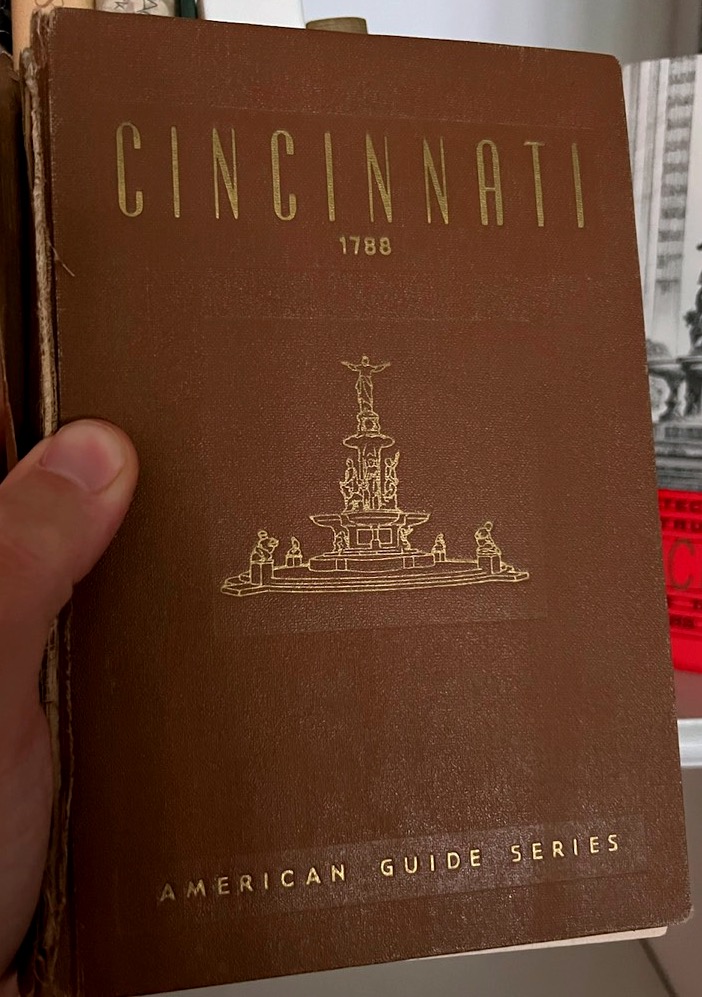 CINCINNATI
1788
AMERICAN GUIDE SERIES